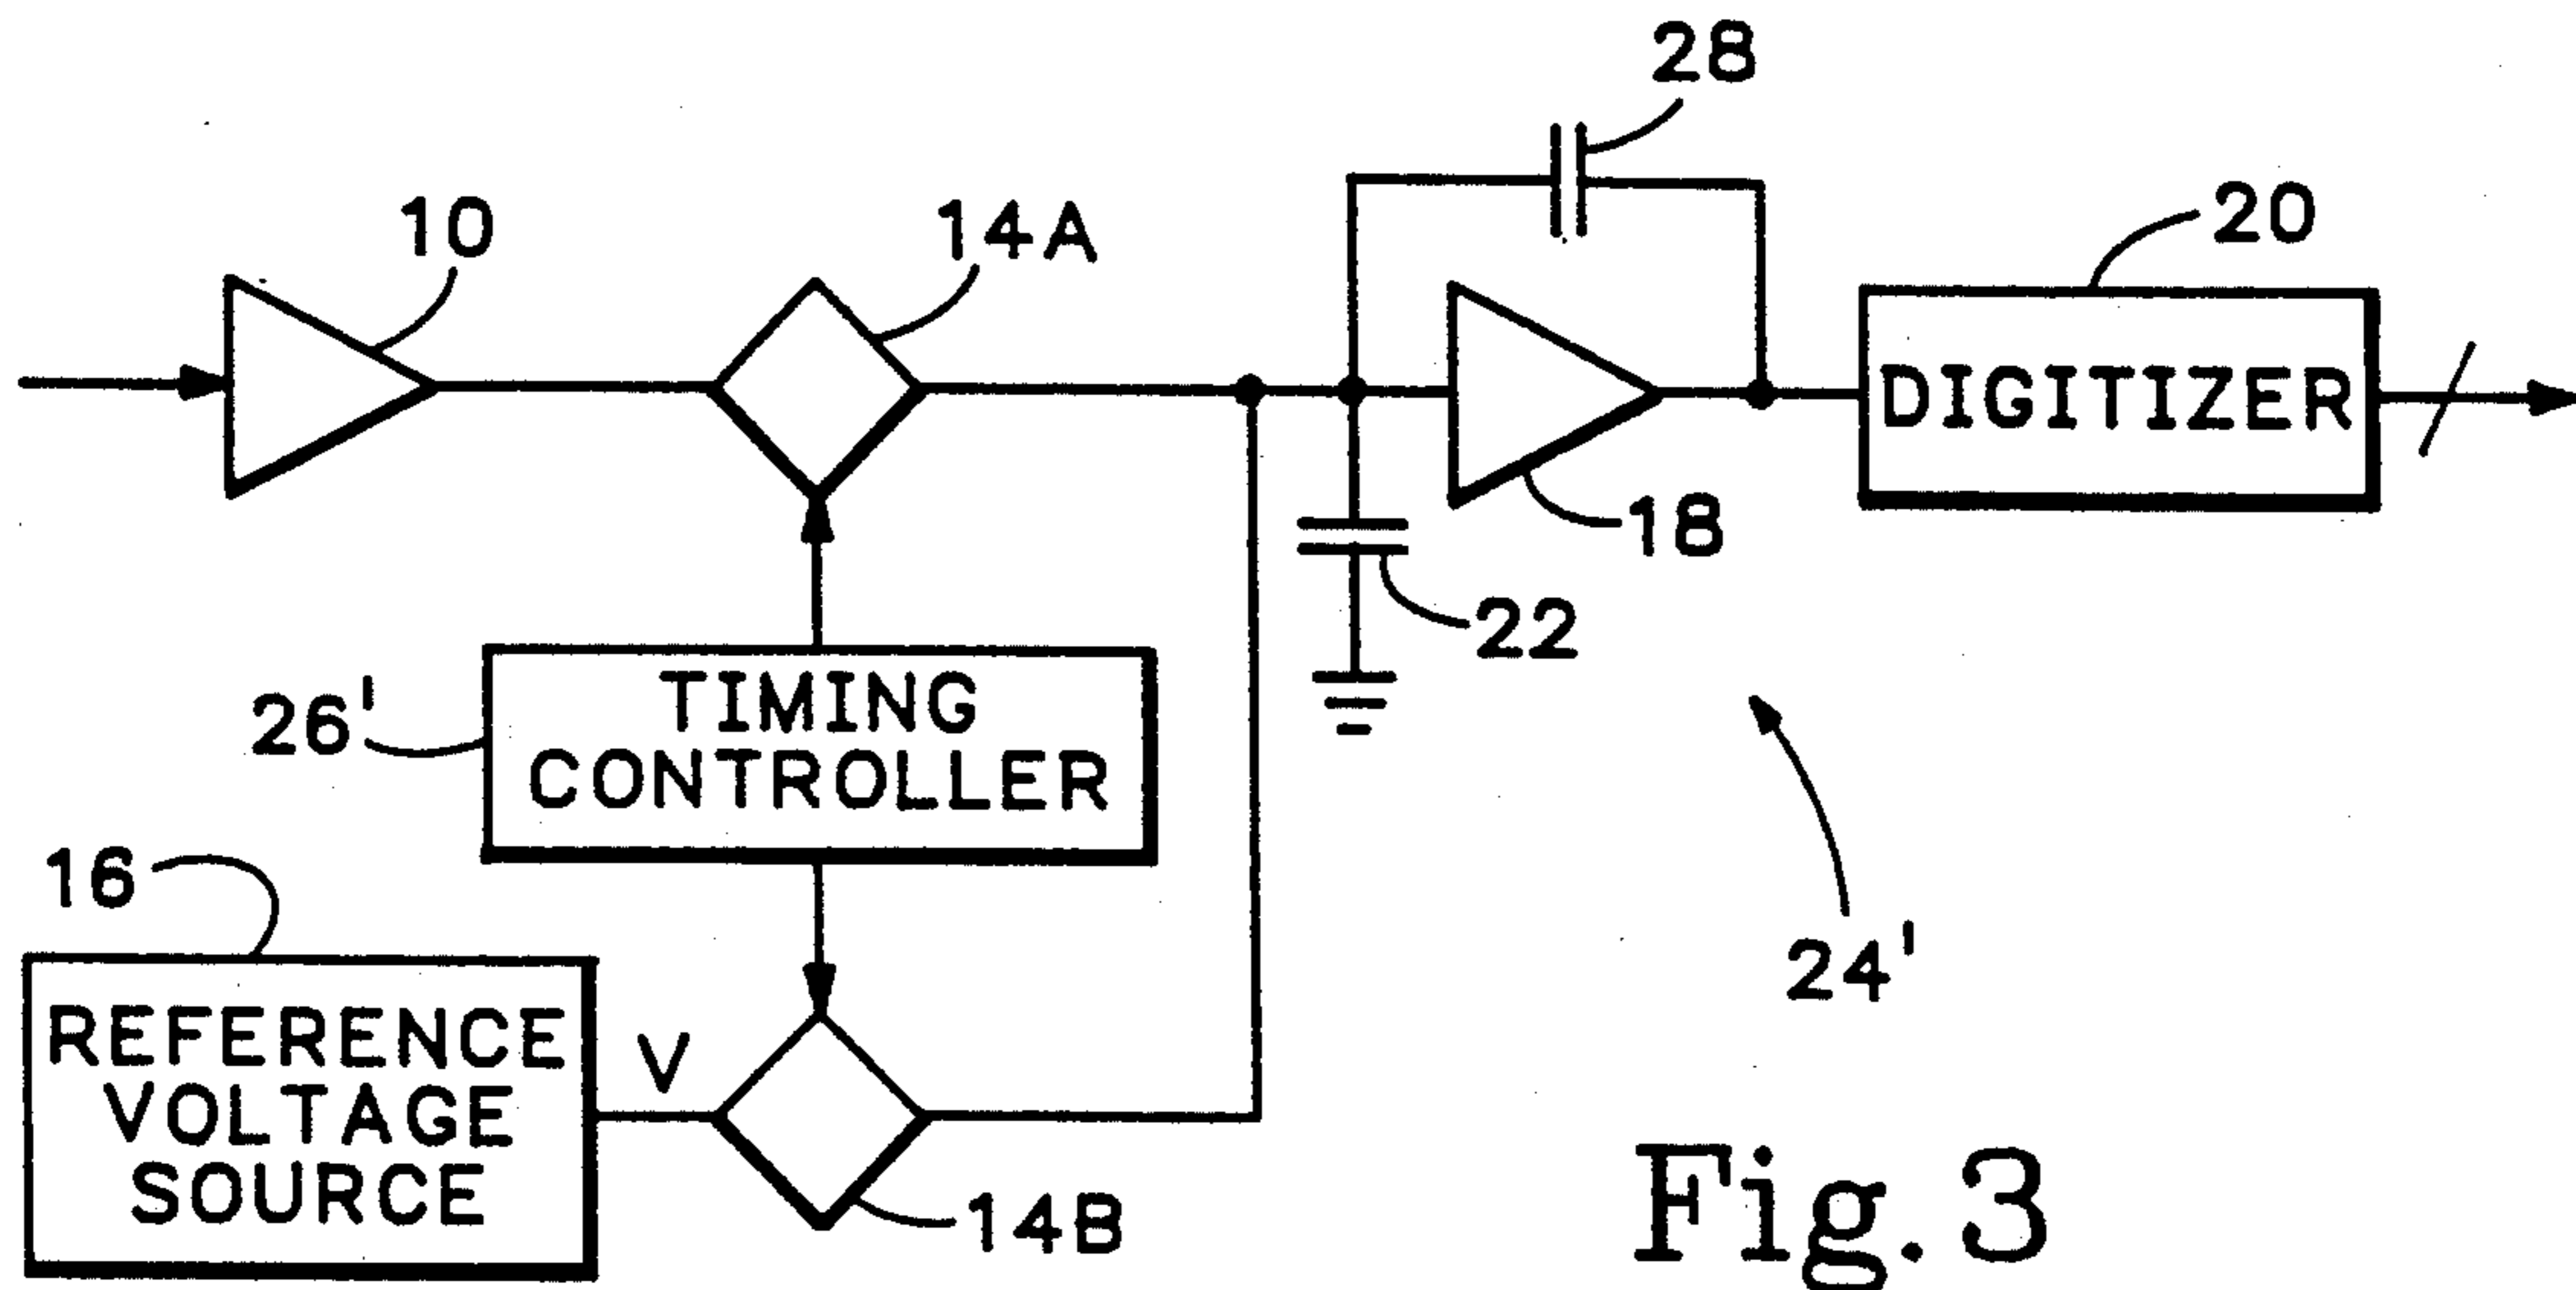 28
10
14A
20
DIGITIZER
18
22
26'
TIMING
CONTROLLER
16
24'
REFERENCE
VOLTAGE
SOURCE
V
14B
Fig. 3